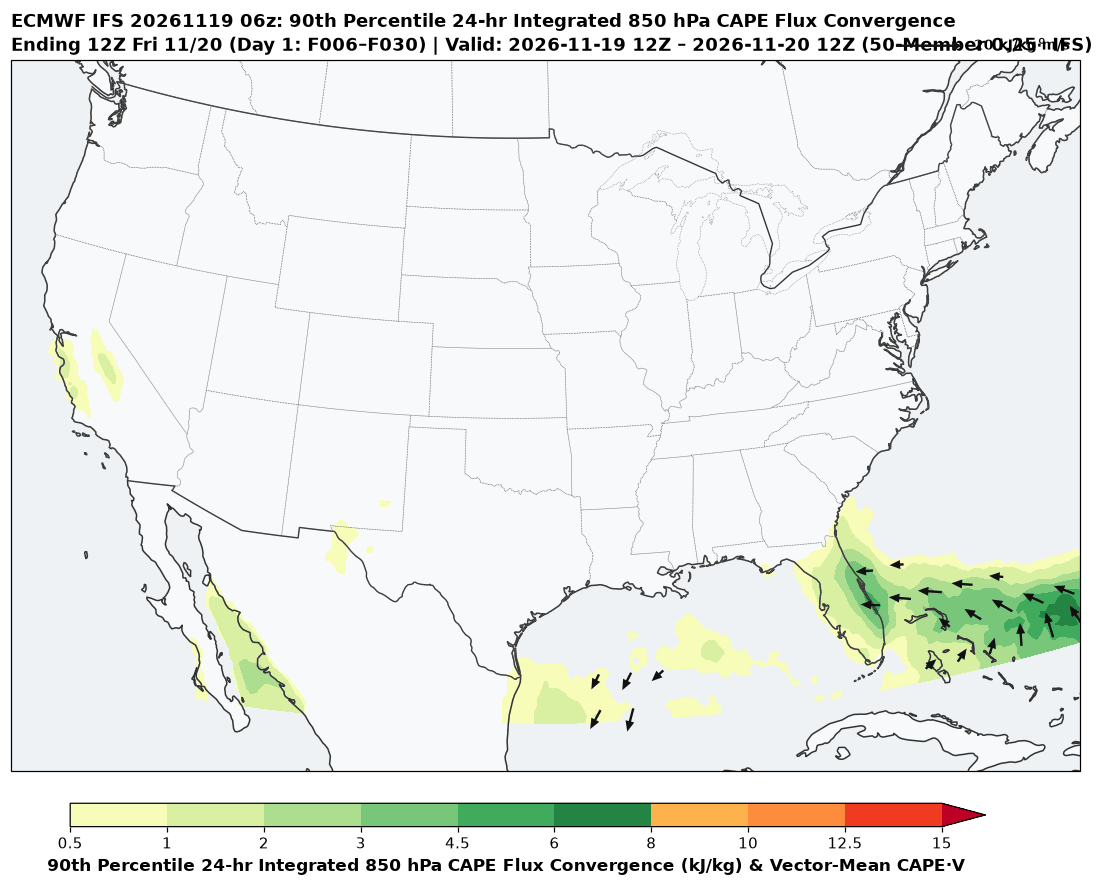 ECMWF IFS 20261119 06z: 90th Percentile 24-hr Integrated 850 hPa CAPE Flux Convergence
Ending 12Z Fri 11/20 (Day 1: F006–F030) | Valid: 2026-11-19 12Z – 2026-11-20 12Z (50-Member 0.25° IFS)
0.5 1 2 3 4.5 6 8 10 12.5 15
90th Percentile 24-hr Integrated 850 hPa CAPE Flux Convergence (kJ/kg) & Vector-Mean CAPE·V